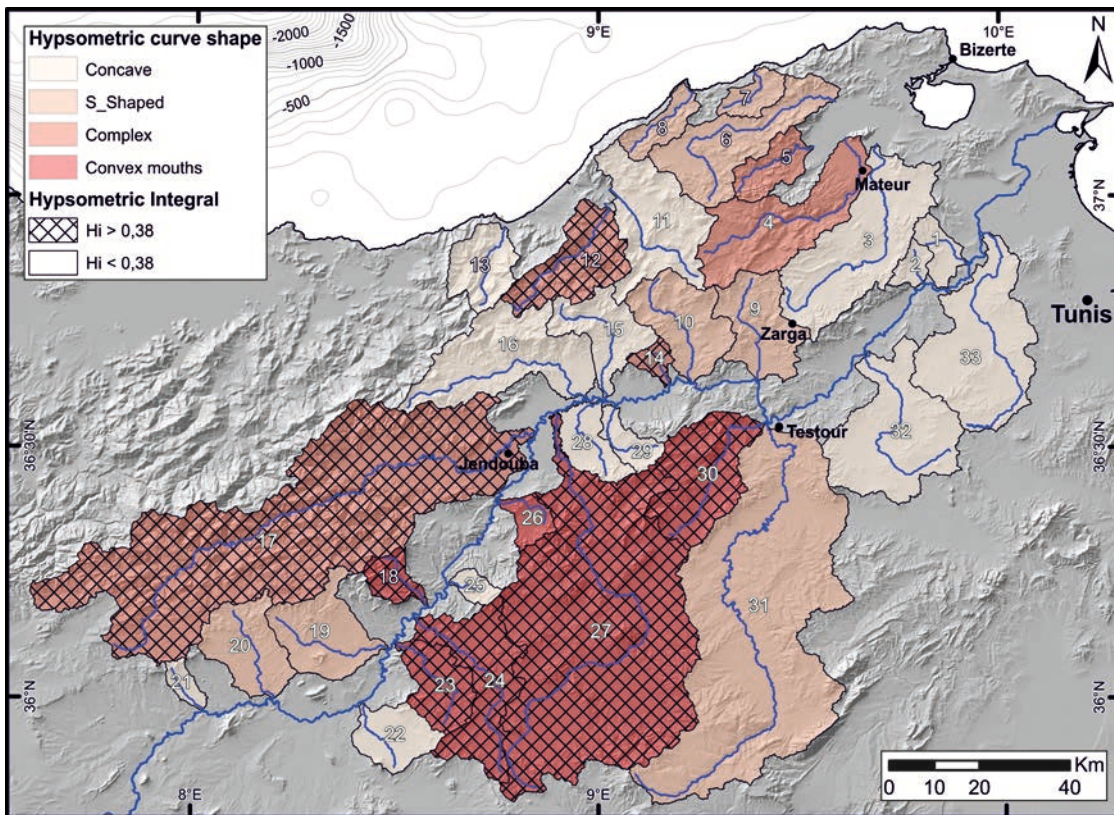 Hypsometric curve shape
Concave
S_Shaped
Complex
Convex mouths
Hypsometric Integral
Hi > 0,38
Hi < 0,38
-2000
-1500
-1000
-500
9°E
10°E
N
Bizerte
7
8
6
5
Mateur
37°N
37°N
11
4
3
1
2
12
13
Tunis
10
9
Zarga
15
16
14
33
36°30'N
36°30'N
Jendouba
28
29
Testour
32
30
26
17
18
25
31
27
19
20
21
23
24
22
36°N
36°N
Km
0 10 20 40
8°E
9°E